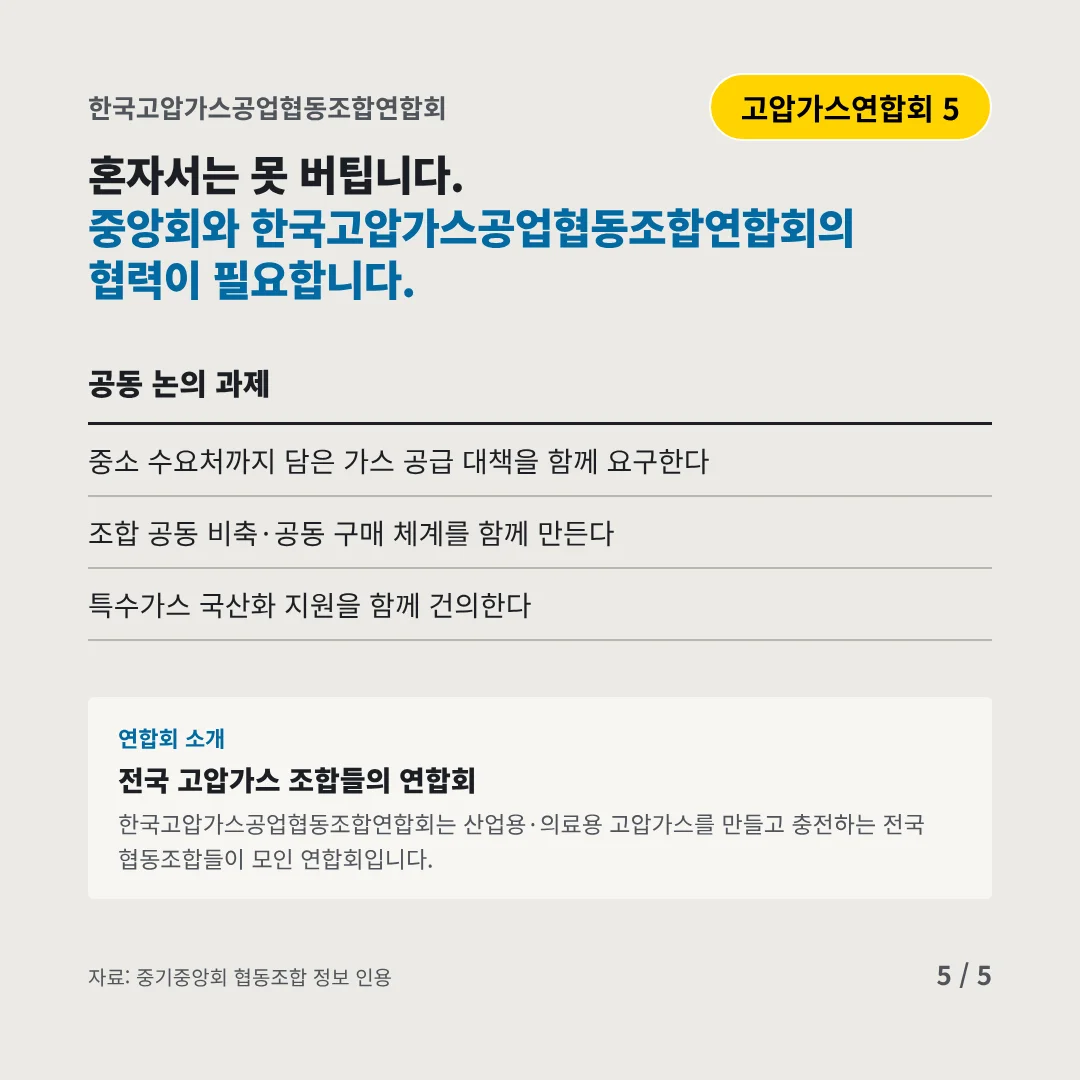 한국고압가스공업협동조합연합회
고압가스연합회 5
혼자서는 못 버팁니다.
중앙회와 한국고압가스공업협동조합연합회의
협력이 필요합니다.
공동 논의 과제
중소 수요처까지 담은 가스 공급 대책을 함께 요구한다
조합 공동 비축·공동 구매 체계를 함께 만든다
특수가스 국산화 지원을 함께 건의한다
연합회 소개
전국 고압가스 조합들의 연합회
한국고압가스공업협동조합연합회는 산업용·의료용 고압가스를 만들고 충전하는 전국
협동조합들이 모인 연합회입니다.
자료: 중기중앙회 협동조합 정보 인용
5 / 5